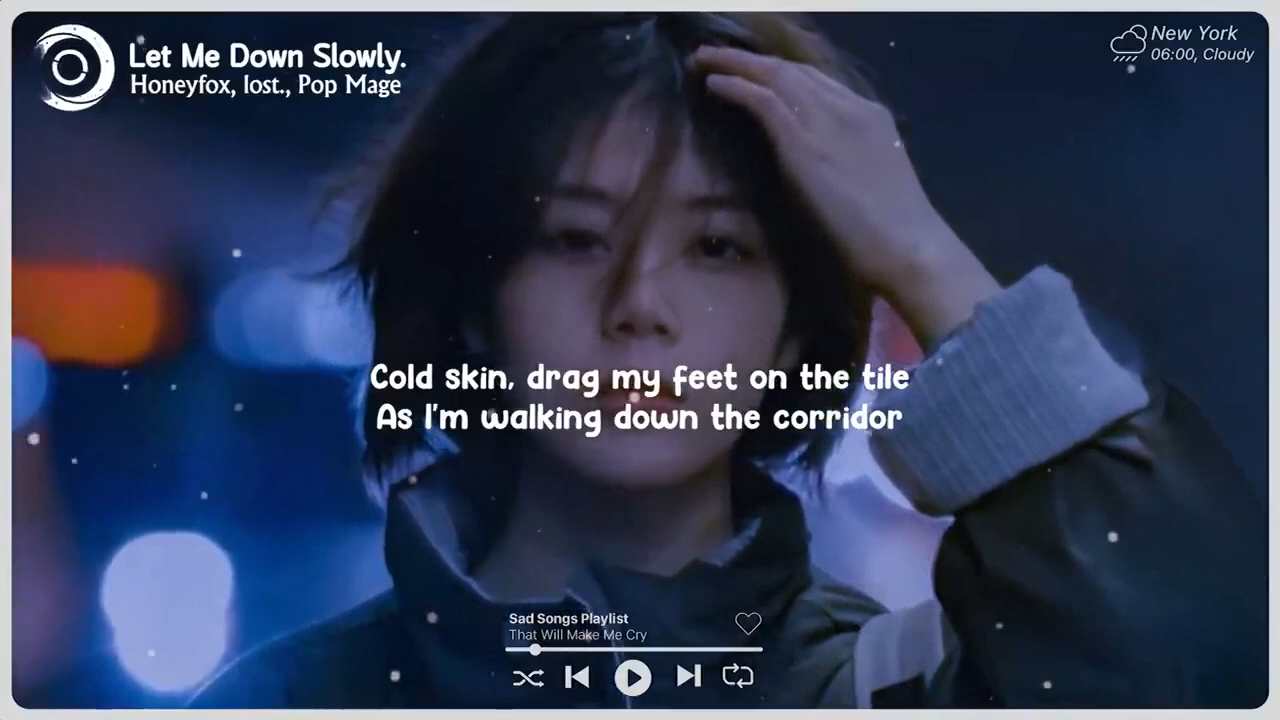 Let Me Down Slowly.
Honeyfox, lost., Pop Mage
New York
06:00, Cloudy
Cold skin, drag my feet on the tile
As I'm walking down the corridor
Sad Songs Playlist
That Will Make Me Cry